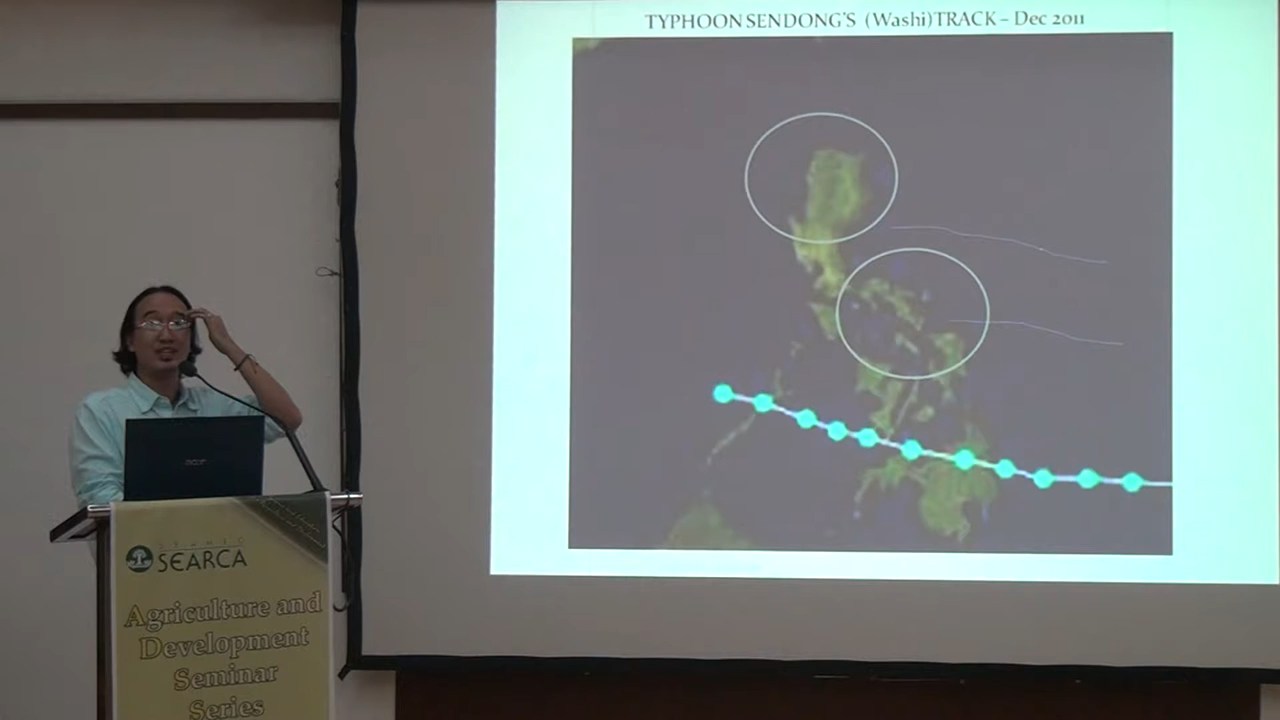 TYPHOON SENDONG'S (Washi)TRACK – Dec 2011
acer
SEARCA
Agriculture and
Development
Seminar
Series